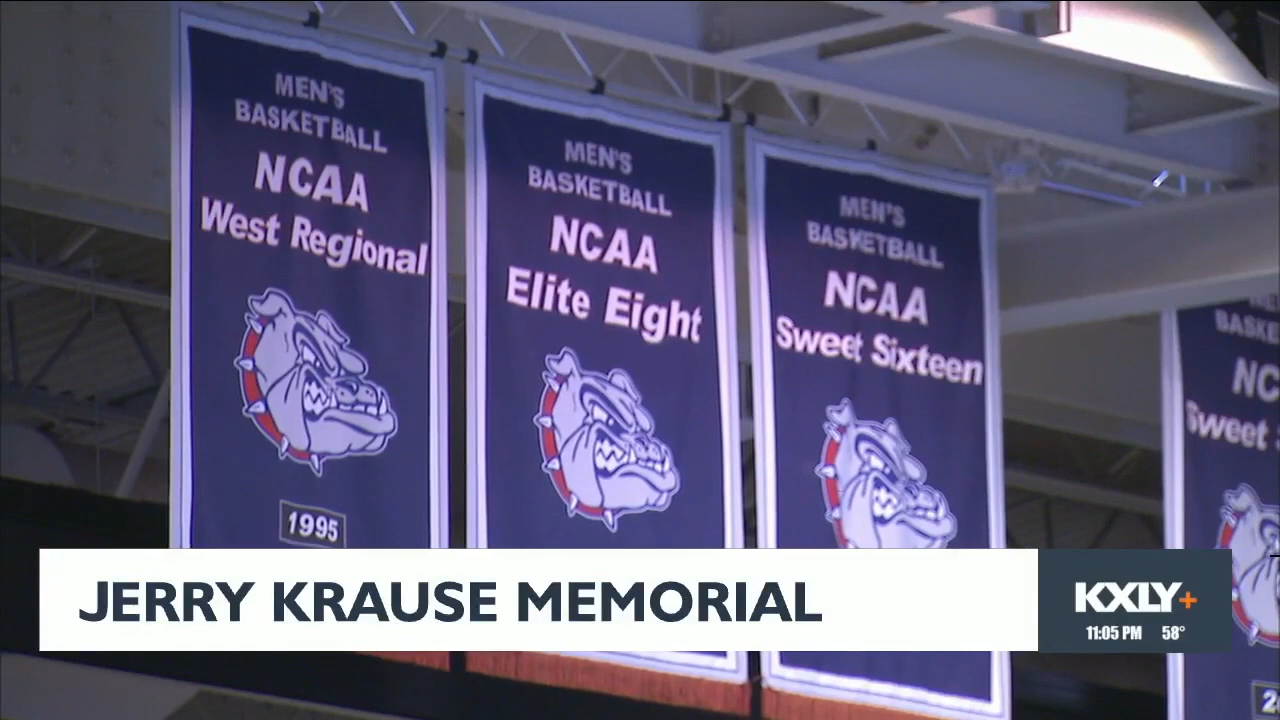 MEN'S
BASKETBALL
NCAA
West Regional
1995
MEN'S
BASKETBALL
NCAA
Elite Eight
MEN'S
BASKETBALL
NCAA
Sweet Sixteen
Sweet
JERRY KRAUSE MEMORIAL
KXLY+
11:05 PM 58°